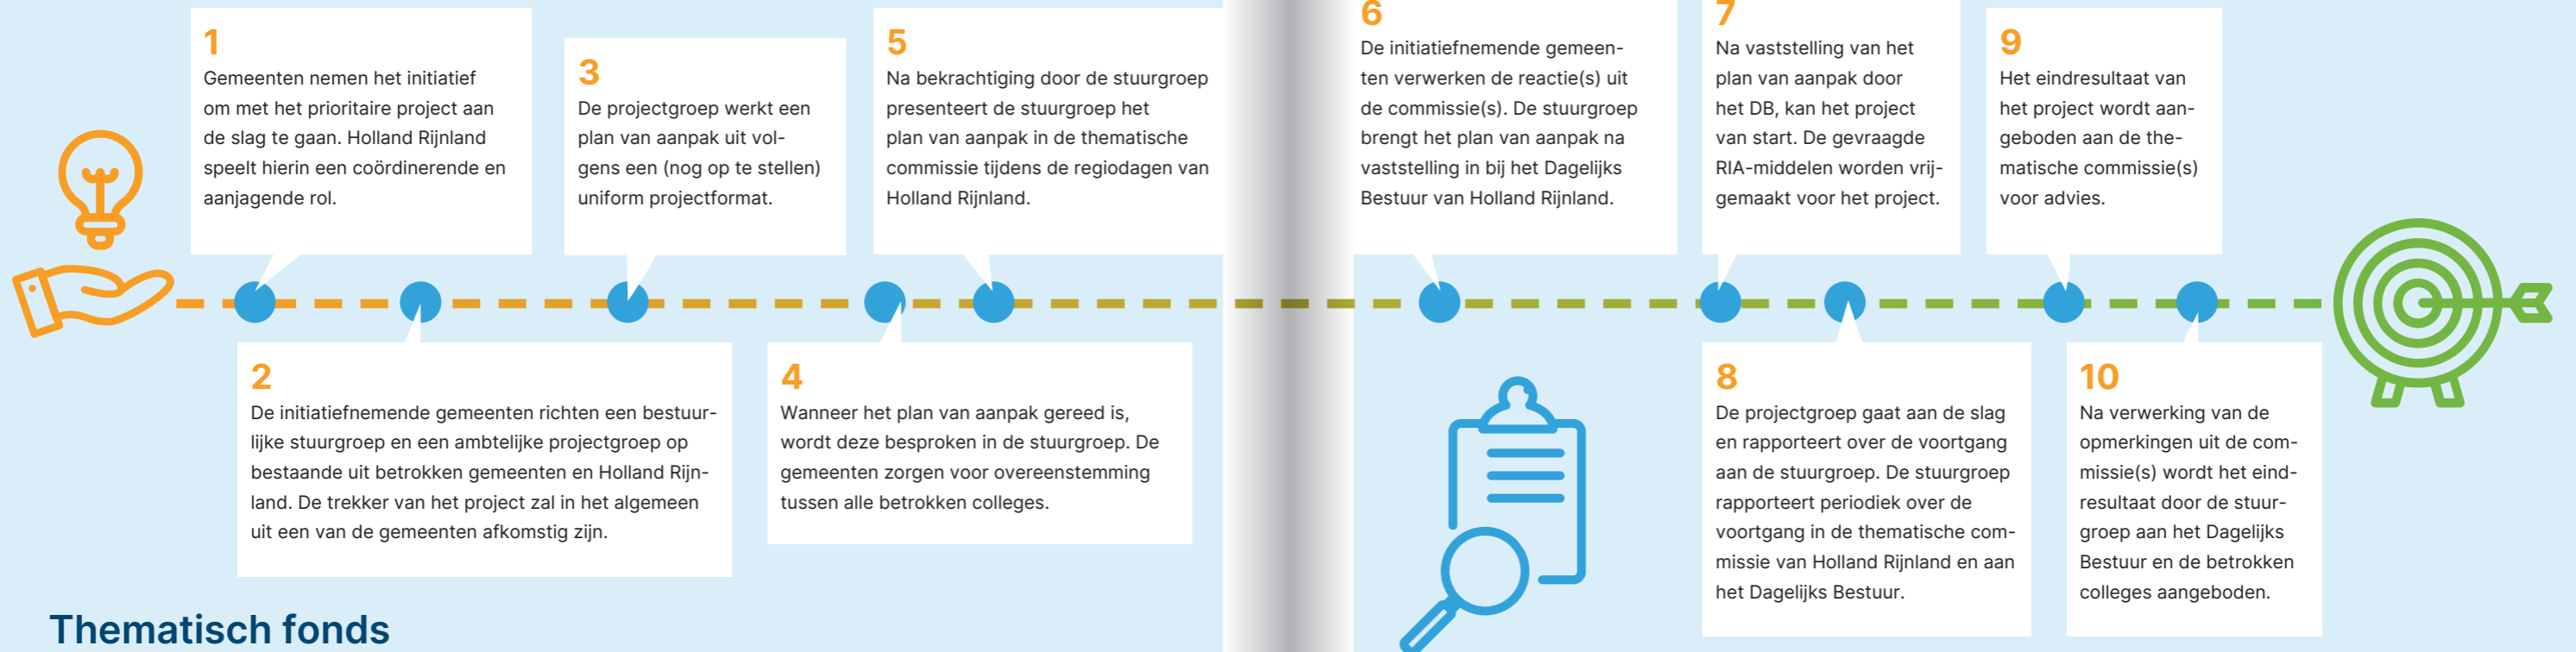 1
Gemeenten nemen het initiatief
om met het prioritaire project aan
de slag te gaan. Holland Rijnland
speelt hierin een coördinerende en
aanjagende rol.
2
De initiatiefnemende gemeenten richten een bestuur-
lijke stuurgroep en een ambtelijke projectgroep op
bestaande uit betrokken gemeenten en Holland Rijn-
land. De trekker van het project zal in het algemeen
uit een van de gemeenten afkomstig zijn.
3
De projectgroep werkt een
plan van aanpak uit vol-
gens een (nog op te stellen)
uniform projectformat.
4
Wanneer het plan van aanpak gereed is,
wordt deze besproken in de stuurgroep. De
gemeenten zorgen voor overeenstemming
tussen alle betrokken colleges.
5
Na bekrachtiging door de stuurgroep
presenteert de stuurgroep het
plan van aanpak in de thematische
commissie tijdens de regiodagen van
Holland Rijnland.
6
De initiatiefnemende gemeen-
ten verwerken de reactie(s) uit
de commissie(s). De stuurgroep
brengt het plan van aanpak na
vaststelling in bij het Dagelijks
Bestuur van Holland Rijnland.
7
Na vaststelling van het
plan van aanpak door
het DB, kan het project
van start. De gevraagde
RIA-middelen worden vrij-
gemaakt voor het project.
8
De projectgroep gaat aan de slag
en rapporteert over de voortgang
aan de stuurgroep. De stuurgroep
rapporteert periodiek over de
voortgang in de thematische com-
missie van Holland Rijnland en aan
het Dagelijks Bestuur.
9
Het eindresultaat van
het project wordt aan-
geboden aan de the-
matische commissie(s)
voor advies.
10
Na verwerking van de
opmerkingen uit de com-
missie(s) wordt het eind-
resultaat door de stuur-
groep aan het Dagelijks
Bestuur en de betrokken
colleges aangeboden.
Thematisch fonds